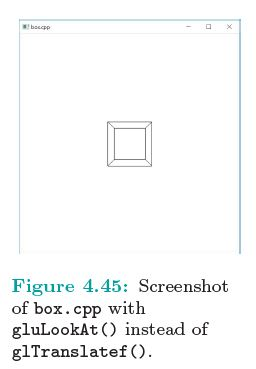 box.cpp
Figure 4.45: Screenshot
of box.cpp with
gluLookAt() instead of
glTranslatef().